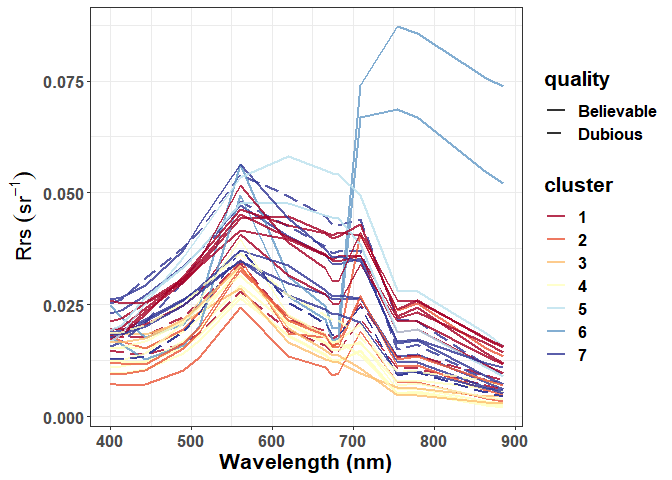 0.075
0.050
0.025
0.000
Rrs (sr⁻¹)
400 500 600 700 800 900
Wavelength (nm)
quality
Believable
Dubious
cluster
1
2
3
4
5
6
7